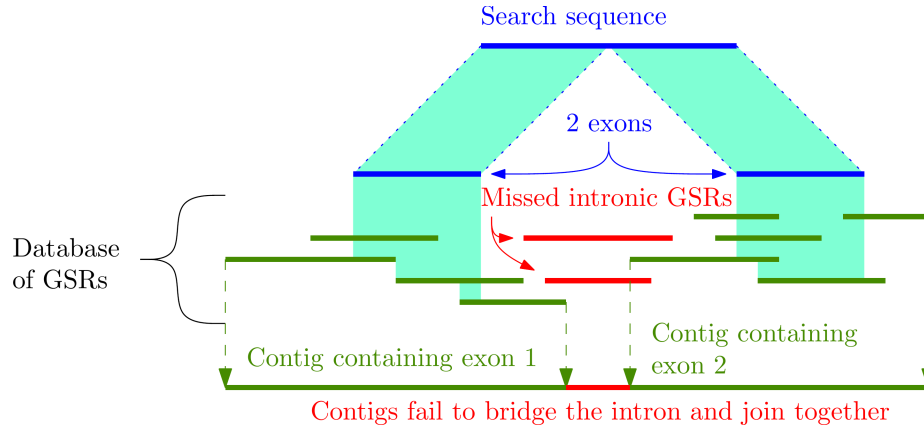 Search sequence
2 exons
Missed intronic GSRs
Database
of GSRs
Contig containing exon 1
Contig containing
exon 2
Contigs fail to bridge the intron and join together